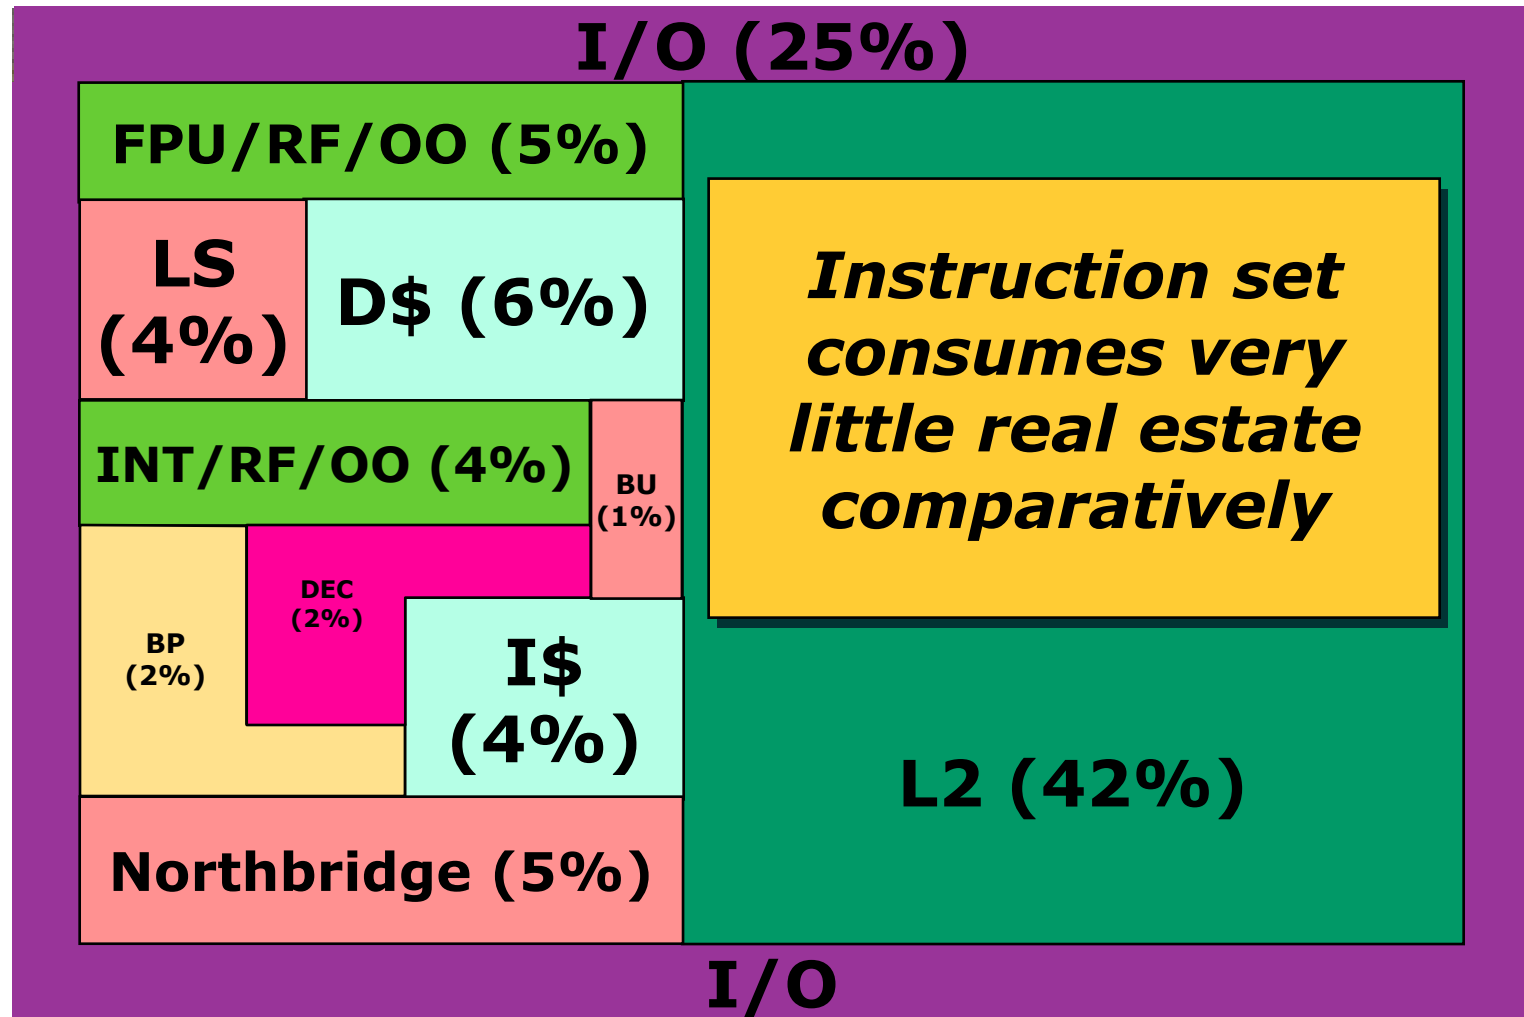 I/O (25%)
FPU/RF/OO (5%)
LS
(4%)
D$ (6%)
INT/RF/OO (4%)
BU
(1%)
DEC
(2%)
BP
(2%)
I$
(4%)
Northbridge (5%)
Instruction set
consumes very
little real estate
comparatively
L2 (42%)
I/O